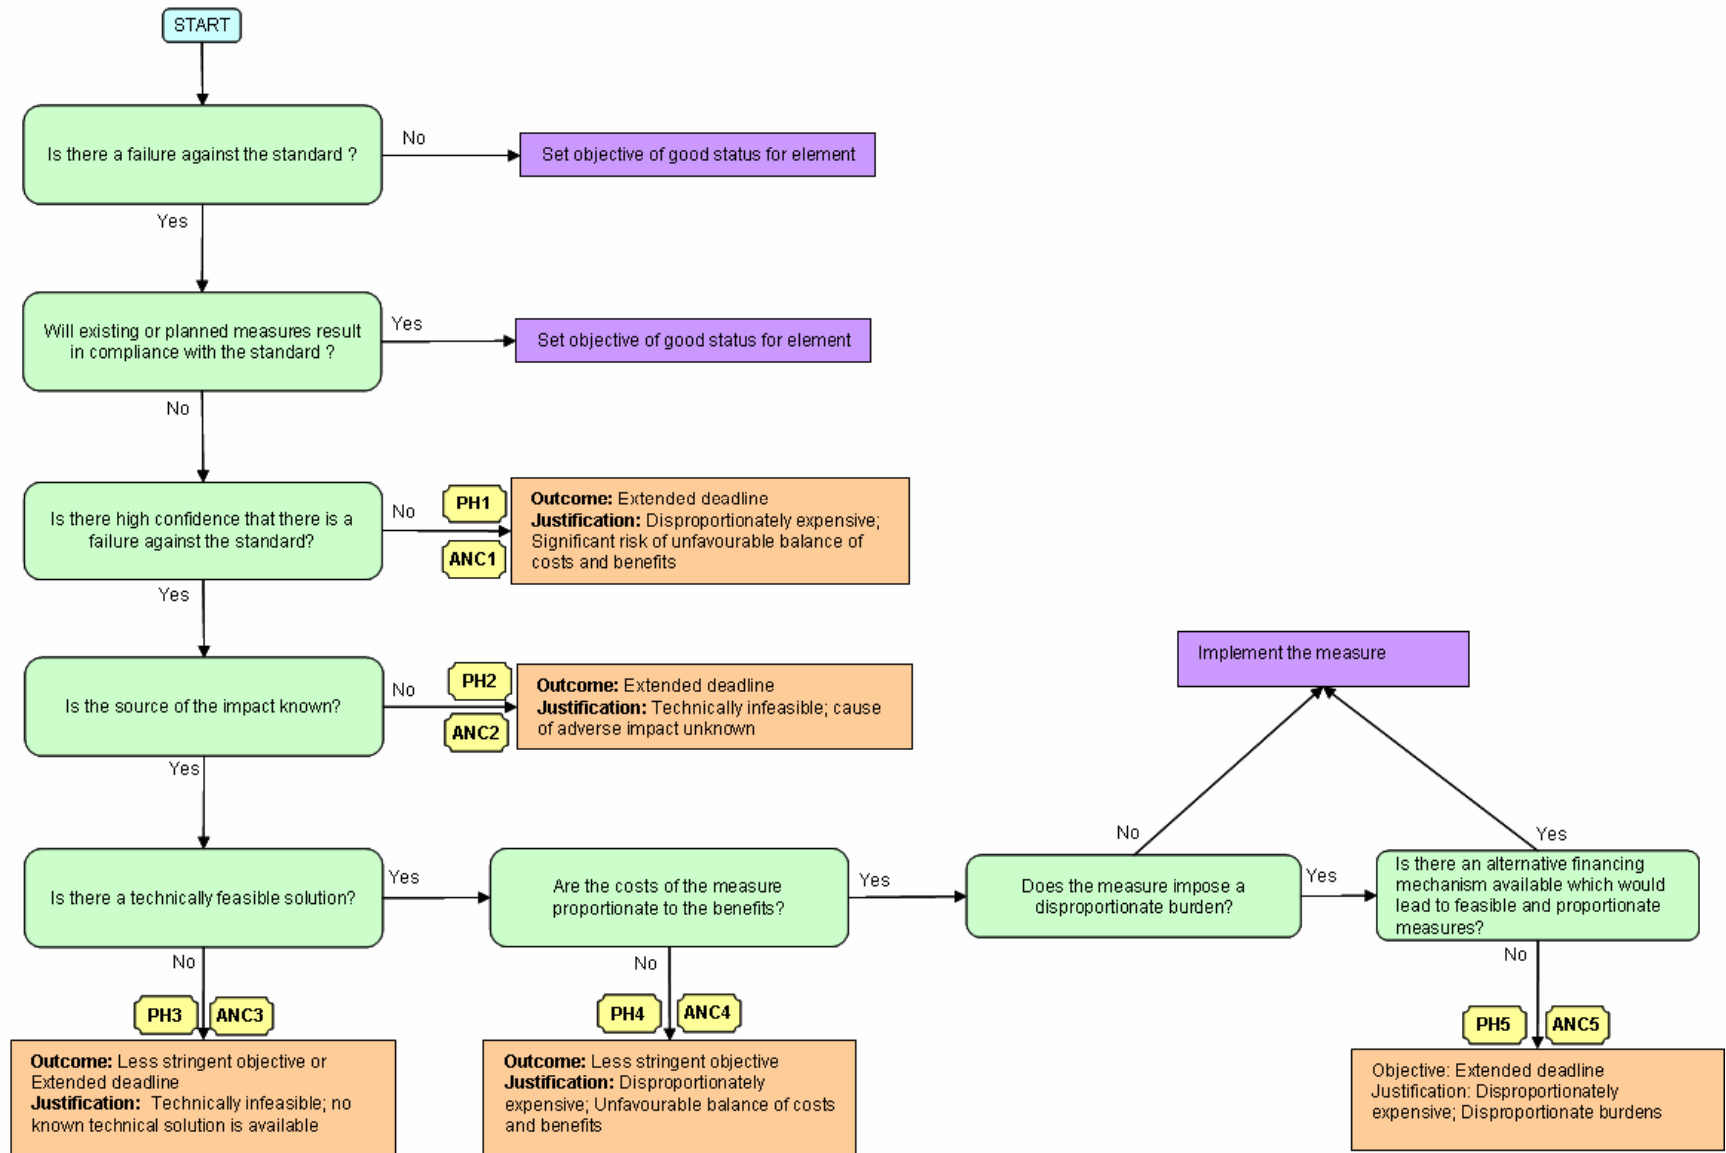 START
Is there a failure against the standard ?
No
Set objective of good status for element
Yes
Will existing or planned measures result
in compliance with the standard ?
Yes
Set objective of good status for element
No
Is there high confidence that there is a
failure against the standard?
No
PH1
ANC1
Outcome: Extended deadline
Justification: Disproportionately expensive;
Significant risk of unfavourable balance of
costs and benefits
Yes
Is the source of the impact known?
No
PH2
ANC2
Outcome: Extended deadline
Justification: Technically infeasible; cause
of adverse impact unknown
Implement the measure
Yes
Is there a technically feasible solution?
Yes
Are the costs of the measure
proportionate to the benefits?
Yes
Does the measure impose a
disproportionate burden?
No
Yes
Is there an alternative financing
mechanism available which would
lead to feasible and proportionate
measures?
Yes
No
PH3
ANC3
Outcome: Less stringent objective or
Extended deadline
Justification:  Technically infeasible; no
known technical solution is available
No
PH4
ANC4
Outcome: Less stringent objective
Justification: Disproportionately
expensive; Unfavourable balance of costs
and benefits
No
PH5
ANC5
Objective: Extended deadline
Justification: Disproportionately
expensive; Disproportionate burdens